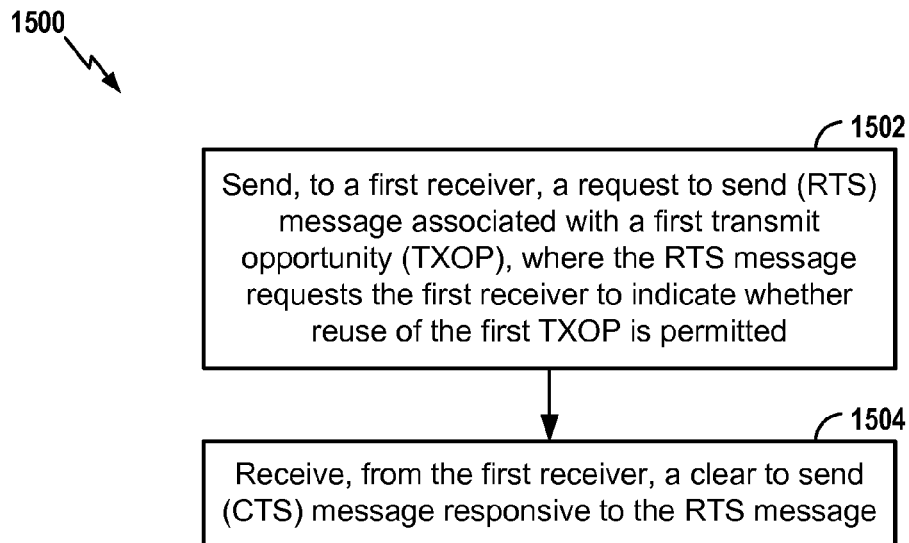 1500
1502
Send, to a first receiver, a request to send (RTS)
message associated with a first transmit
opportunity (TXOP), where the RTS message
requests the first receiver to indicate whether
reuse of the first TXOP is permitted
1504
Receive, from the first receiver, a clear to send
(CTS) message responsive to the RTS message